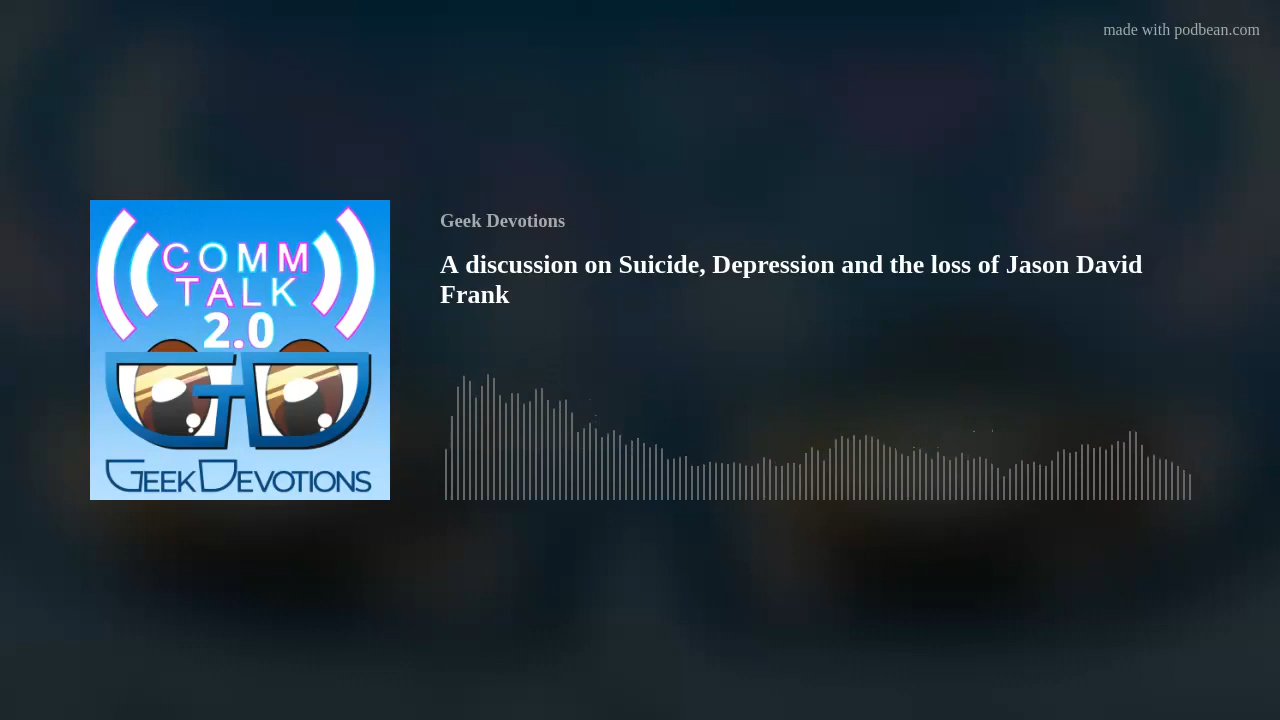 made with podbean.com
COMM
TALK
2.0
GEEK DEVOTIONS
Geek Devotions
A discussion on Suicide, Depression and the loss of Jason David
Frank